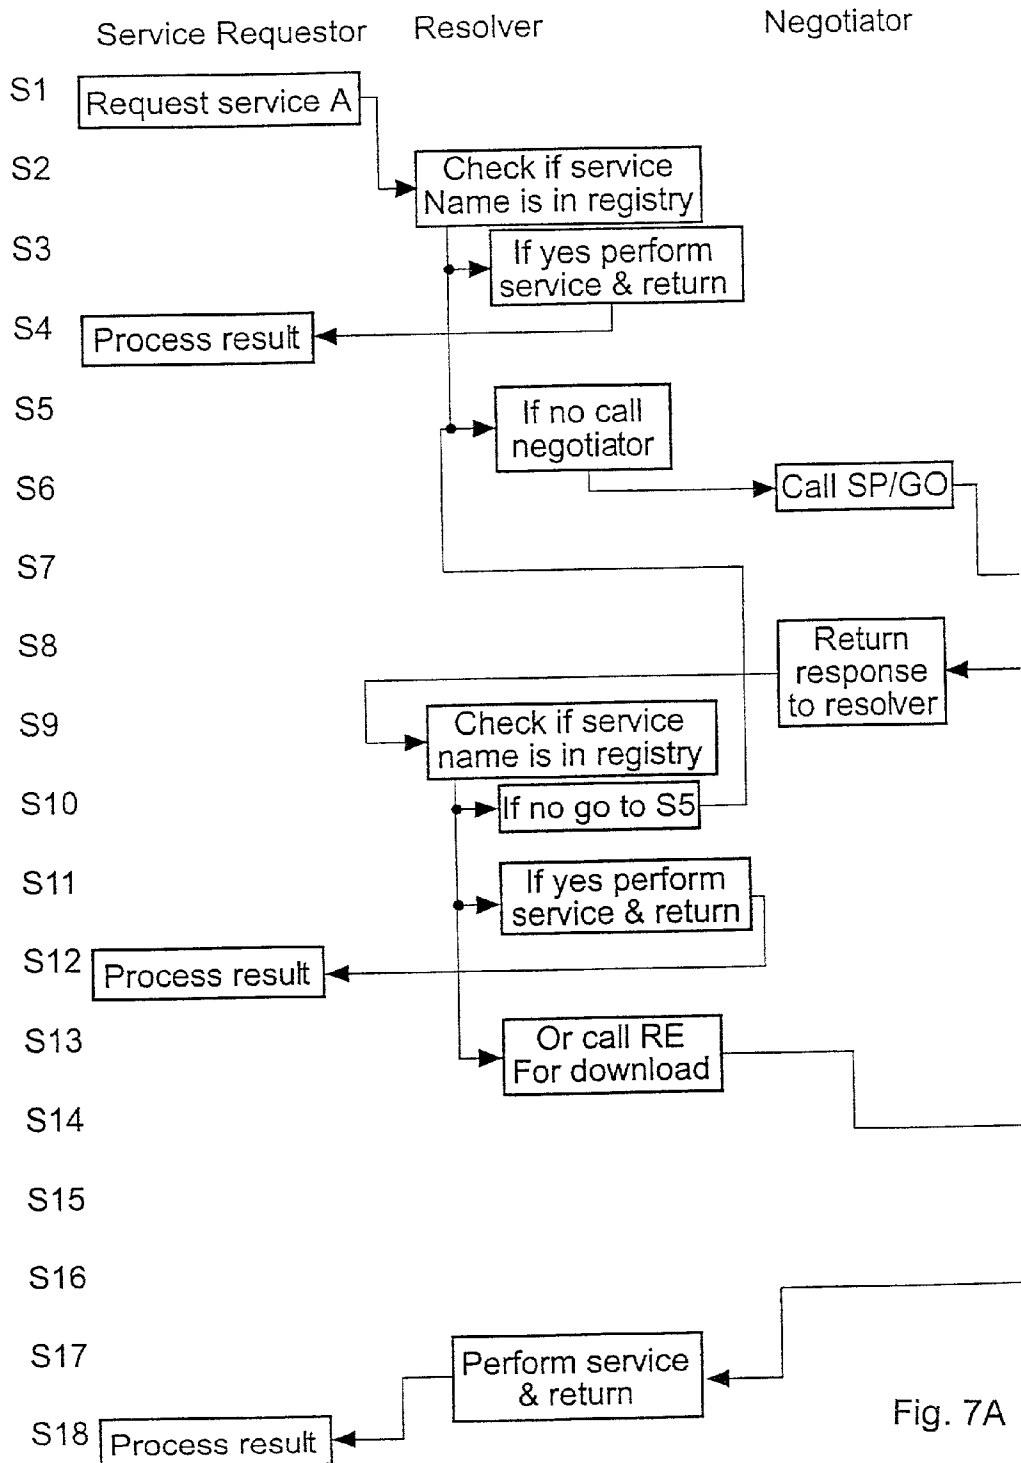 Service Requestor Resolver Negotiator
S1
Request service A
S2
Check if service
Name is in registry
S3
If yes perform
service & return
S4
Process result
S5
If no call
negotiator
S6
Call SP/GO
S7
S8
Return
response
to resolver
S9
Check if service
name is in registry
S10
If no go to S5
S11
If yes perform
service & return
S12
Process result
S13
Or call RE
For download
S14
S15
S16
S17
Perform service
& return
S18
Process result
Fig. 7A